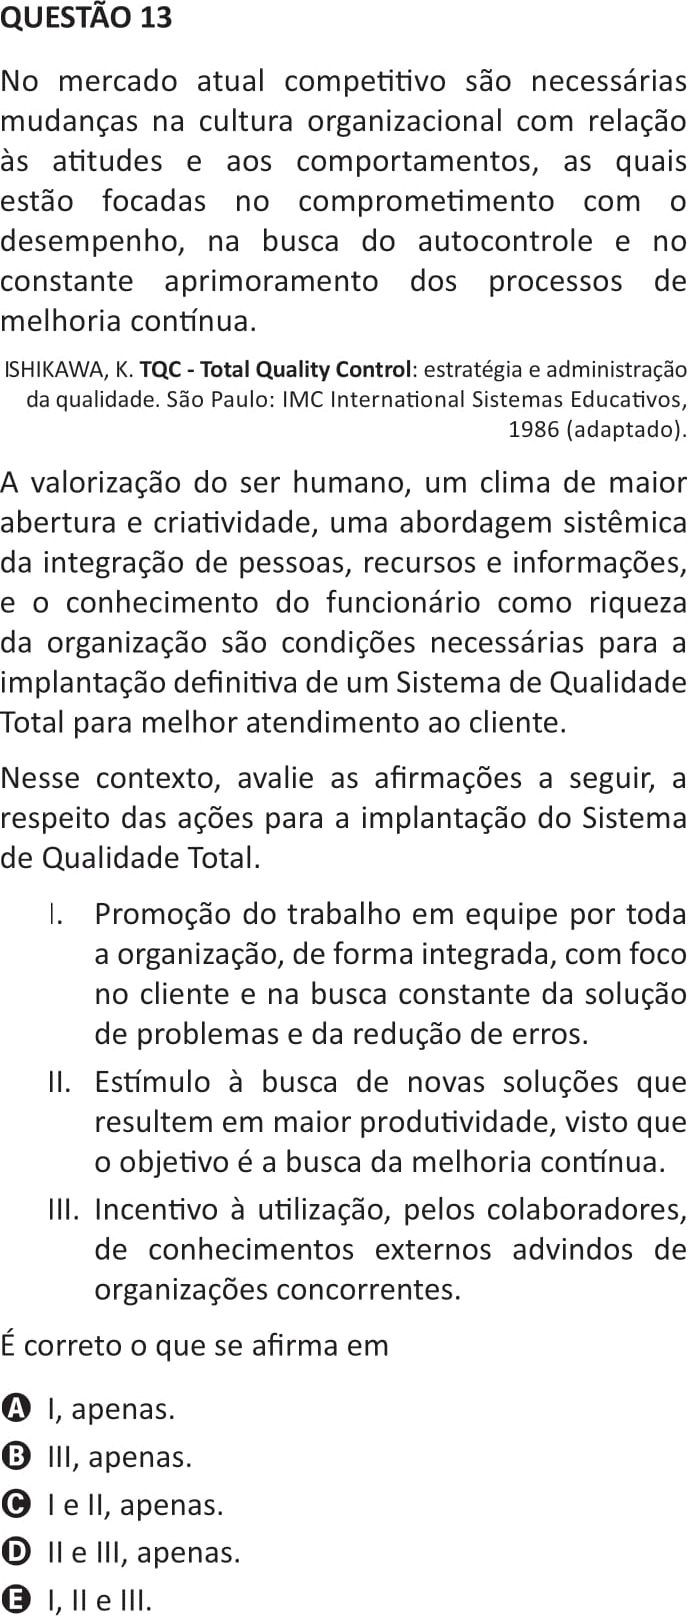 QUESTÃO 13
No mercado atual competitivo são necessárias
mudanças na cultura organizacional com relação
às atitudes e aos comportamentos, as quais
estão focadas no comprometimento com o
desempenho, na busca do autocontrole e no
constante aprimoramento dos processos de
melhoria contínua.
ISHIKAWA, K. TQC - Total Quality Control: estratégia e administração
da qualidade. São Paulo: IMC International Sistemas Educativos,
1986 (adaptado).
A valorização do ser humano, um clima de maior
abertura e criatividade, uma abordagem sistêmica
da integração de pessoas, recursos e informações,
e o conhecimento do funcionário como riqueza
da organização são condições necessárias para a
implantação definitiva de um Sistema de Qualidade
Total para melhor atendimento ao cliente.
Nesse contexto, avalie as afirmações a seguir, a
respeito das ações para a implantação do Sistema
de Qualidade Total.
I. Promoção do trabalho em equipe por toda
a organização, de forma integrada, com foco
no cliente e na busca constante da solução
de problemas e da redução de erros.
II. Estímulo à busca de novas soluções que
resultem em maior produtividade, visto que
o objetivo é a busca da melhoria contínua.
III. Incentivo à utilização, pelos colaboradores,
de conhecimentos externos advindos de
organizações concorrentes.
É correto o que se afirma em
A I, apenas.
B III, apenas.
C I e II, apenas.
D II e III, apenas.
E I, II e III.